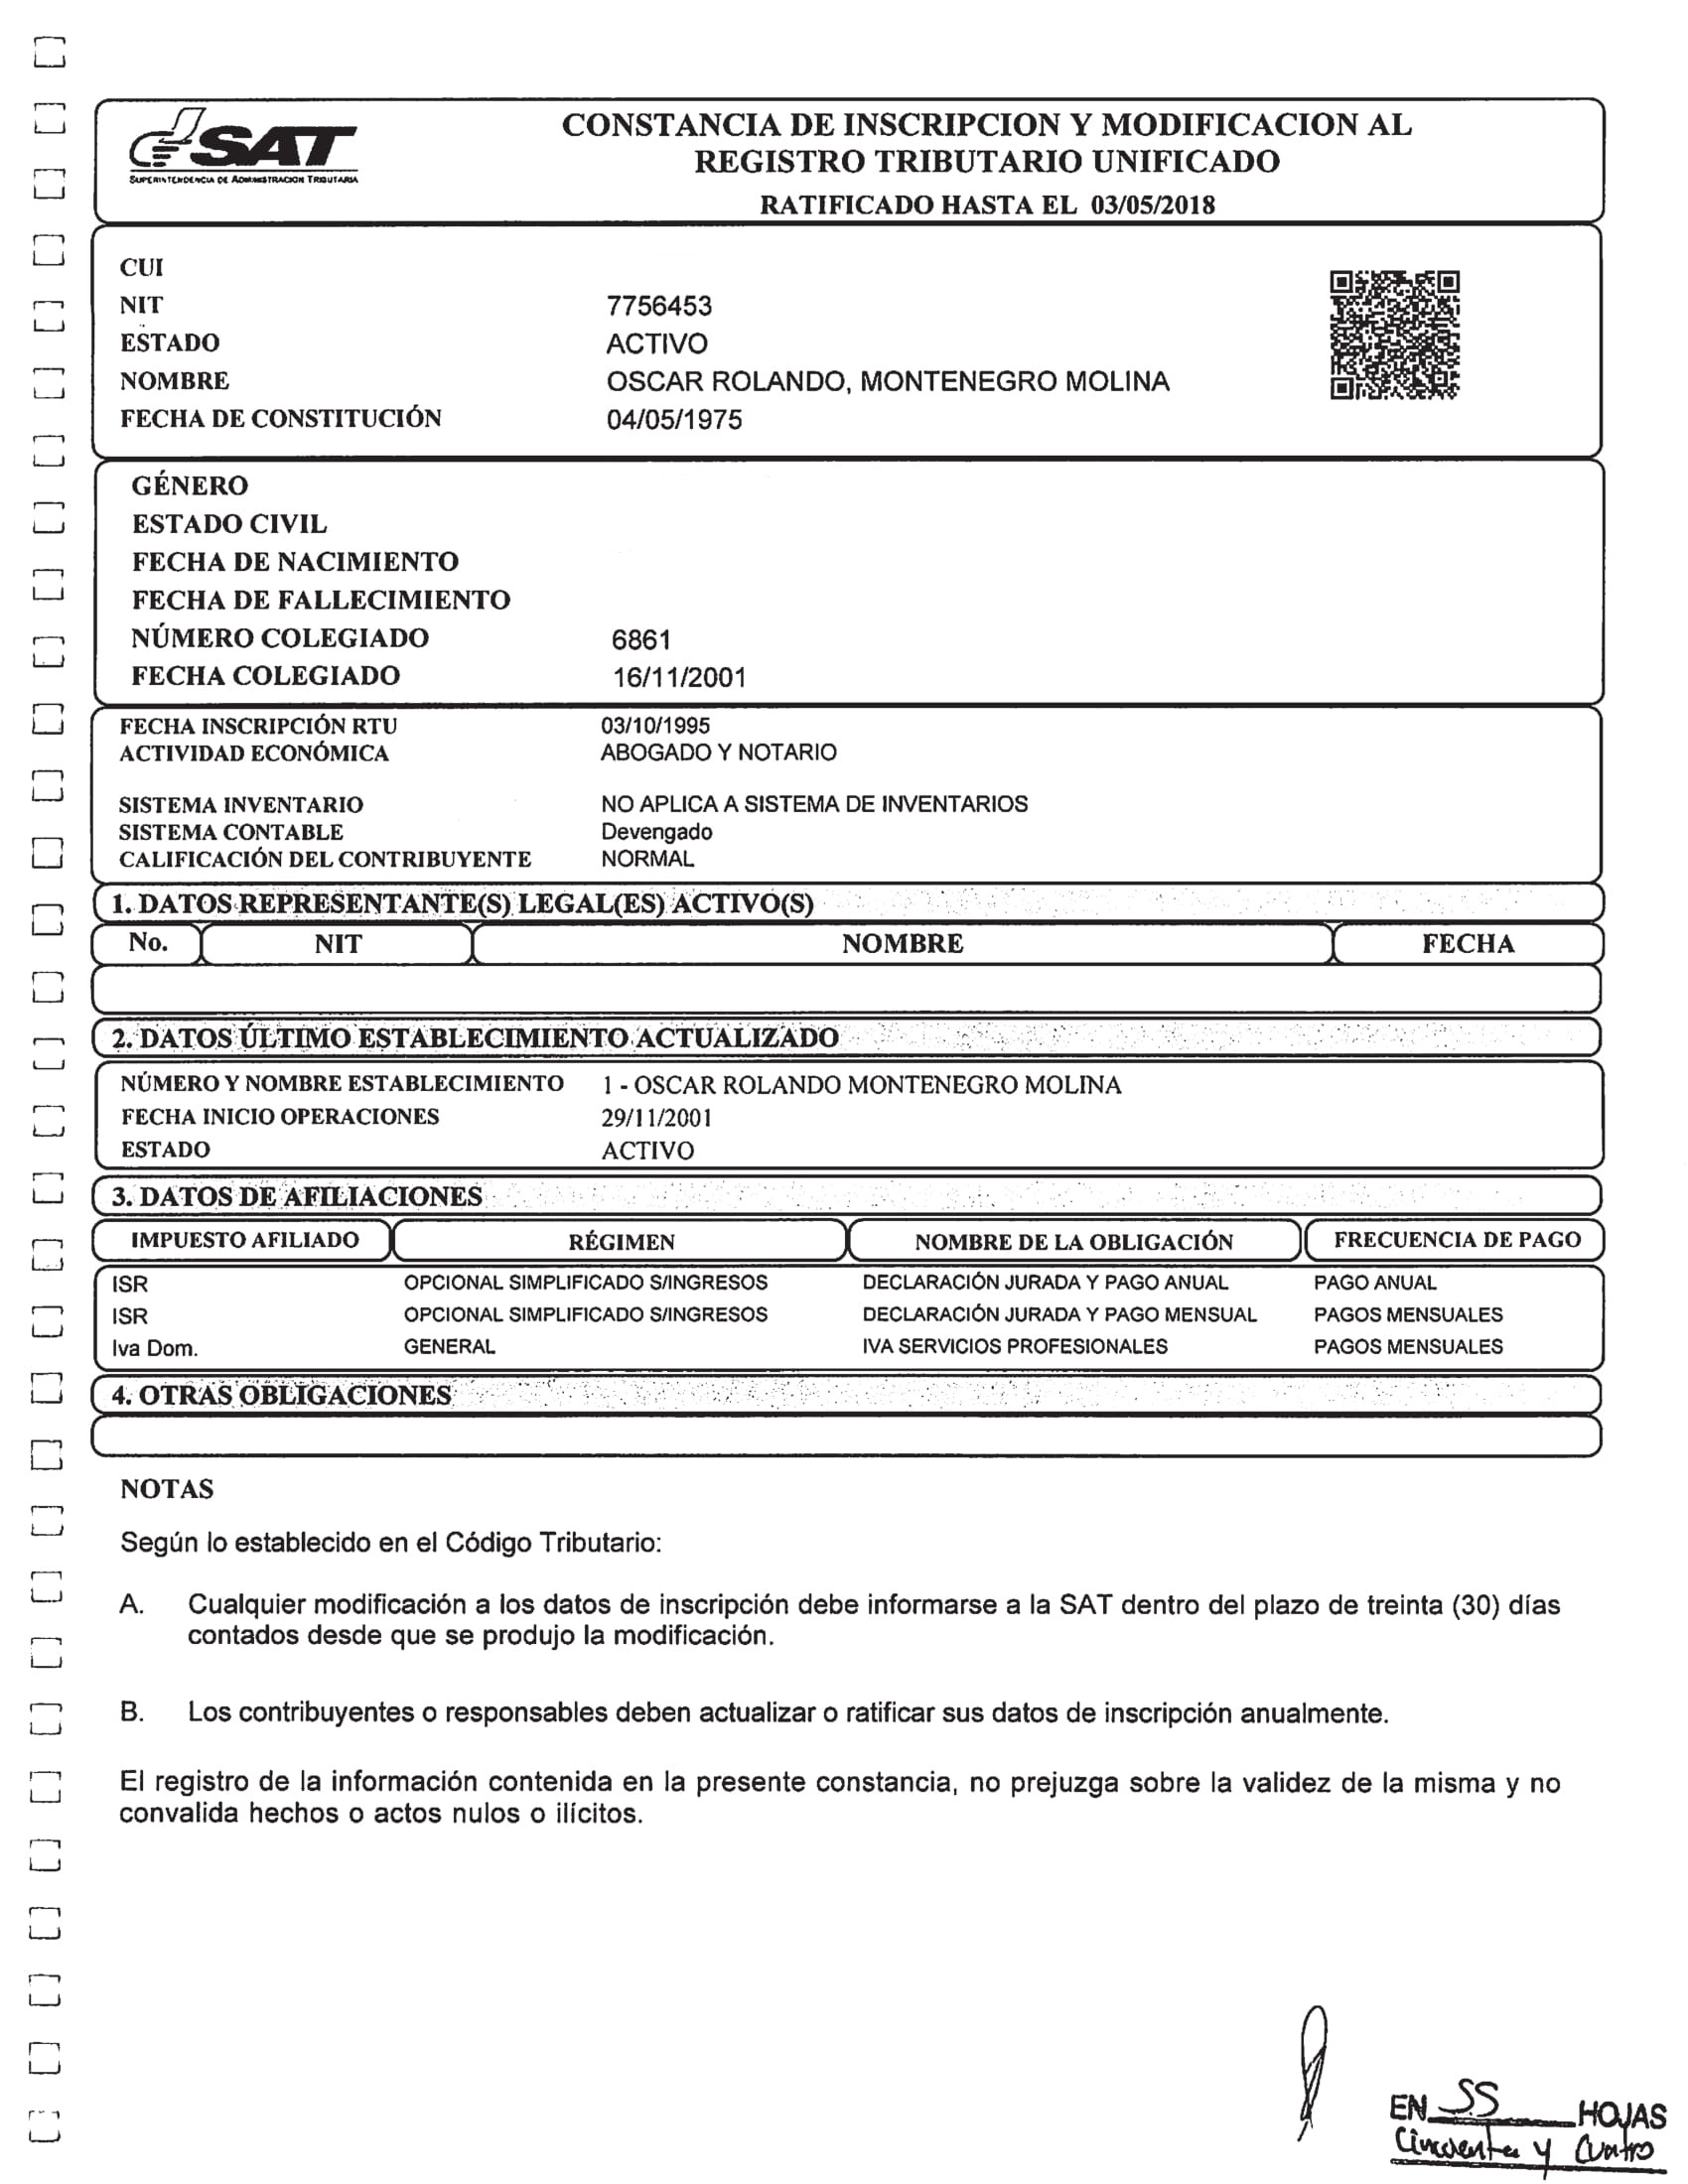 SAT
SUPERINTENDENCIA DE ADMINISTRACION TRIBUTARIA
CONSTANCIA DE INSCRIPCION Y MODIFICACION AL
REGISTRO TRIBUTARIO UNIFICADO
RATIFICADO HASTA EL 03/05/2018
CUI
NIT 7756453
ESTADO ACTIVO
NOMBRE OSCAR ROLANDO, MONTENEGRO MOLINA
FECHA DE CONSTITUCIÓN 04/05/1975
GÉNERO
ESTADO CIVIL
FECHA DE NACIMIENTO
FECHA DE FALLECIMIENTO
NÚMERO COLEGIADO 6861
FECHA COLEGIADO 16/11/2001
FECHA INSCRIPCIÓN RTU 03/10/1995
ACTIVIDAD ECONÓMICA ABOGADO Y NOTARIO
SISTEMA INVENTARIO NO APLICA A SISTEMA DE INVENTARIOS
SISTEMA CONTABLE Devengado
CALIFICACIÓN DEL CONTRIBUYENTE NORMAL
1. DATOS REPRESENTANTE(S) LEGAL(ES) ACTIVO(S)
No. NIT NOMBRE FECHA
2. DATOS ÚLTIMO ESTABLECIMIENTO ACTUALIZADO
NÚMERO Y NOMBRE ESTABLECIMIENTO 1 - OSCAR ROLANDO MONTENEGRO MOLINA
FECHA INICIO OPERACIONES 29/11/2001
ESTADO ACTIVO
3. DATOS DE AFILIACIONES
IMPUESTO AFILIADO RÉGIMEN NOMBRE DE LA OBLIGACIÓN FRECUENCIA DE PAGO
ISR OPCIONAL SIMPLIFICADO S/INGRESOS DECLARACIÓN JURADA Y PAGO ANUAL PAGO ANUAL
ISR OPCIONAL SIMPLIFICADO S/INGRESOS DECLARACIÓN JURADA Y PAGO MENSUAL PAGOS MENSUALES
Iva Dom. GENERAL IVA SERVICIOS PROFESIONALES PAGOS MENSUALES
4. OTRAS OBLIGACIONES
NOTAS
Según lo establecido en el Código Tributario:
A. Cualquier modificación a los datos de inscripción debe informarse a la SAT dentro del plazo de treinta (30) días
contados desde que se produjo la modificación.
B. Los contribuyentes o responsables deben actualizar o ratificar sus datos de inscripción anualmente.
El registro de la información contenida en la presente constancia, no prejuzga sobre la validez de la misma y no
convalida hechos o actos nulos o ilícitos.
EN 55 HOJAS
Cincuenta y Cuatro